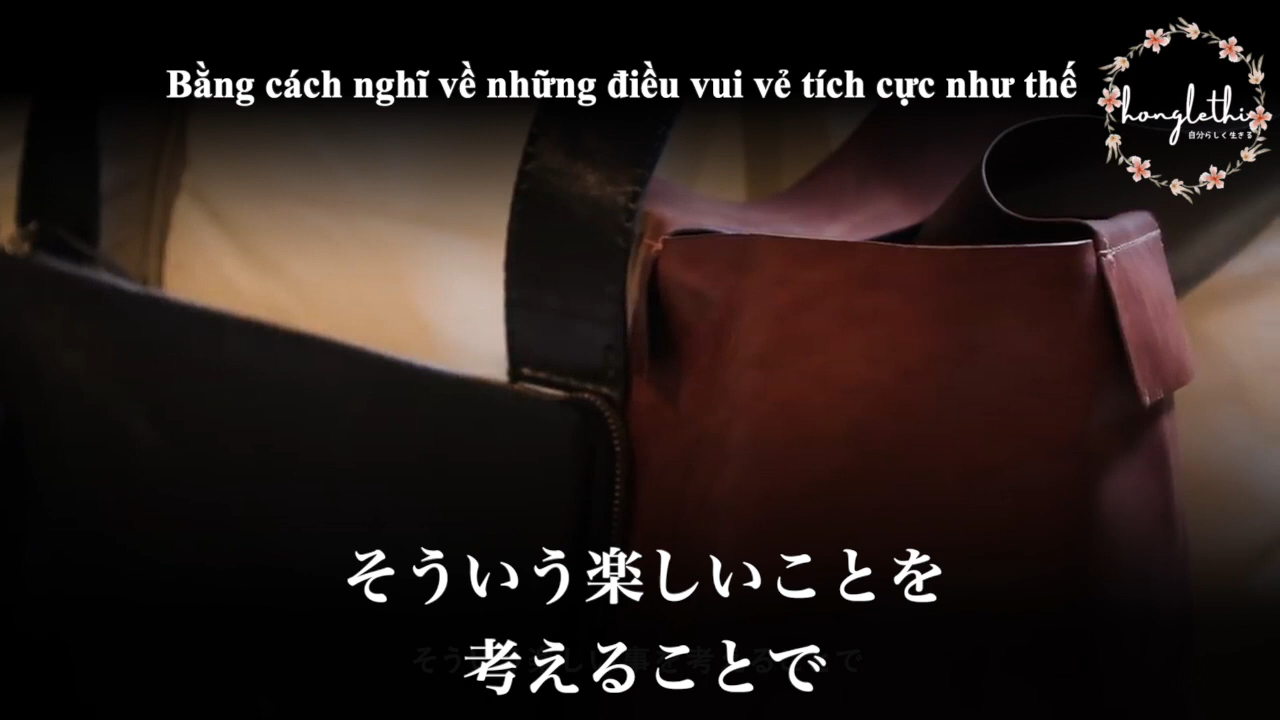 Bằng cách nghĩ về những điều vui vẻ tích cực như thế
honglethi
自分らしく生きる
そういう楽しいことを
考えることで